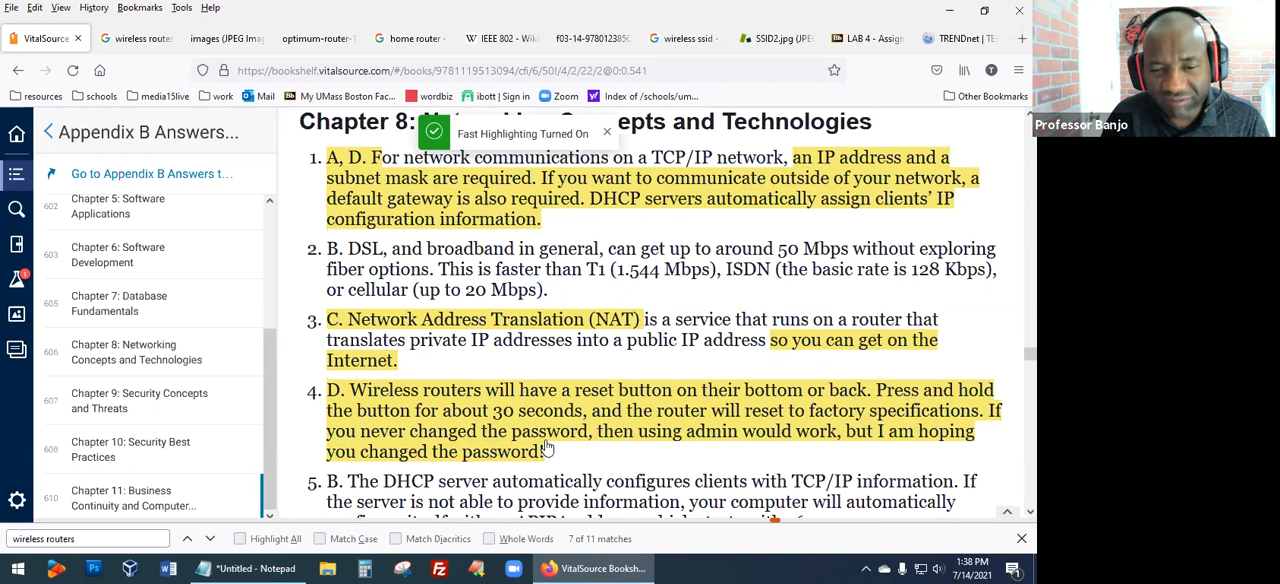 File Edit View History Bookmarks Tools Help
VitalSource wireless router images (JPEG Ima optimum-router- home router - IEEE 802 - Wik f03-14-978012385( wireless ssid - SSID2.jpg (JPE LAB 4 - Assign TRENDnet | TE
https://bookshelf.vitalsource.com/#/books/9781119513094/cfi/6/50!/4/2/22/2@0:0.541
resources schools media15live work Mail My UMass Boston Fac... wordbiz ibott | Sign in Zoom Index of /schools/um... Other Bookmarks
Professor Banjo
Appendix B Answers...
Go to Appendix B Answers t...
602 Chapter 5: Software
Applications
603 Chapter 6: Software
Development
605 Chapter 7: Database
Fundamentals
606 Chapter 8: Networking
Concepts and Technologies
607 Chapter 9: Security Concepts
and Threats
608 Chapter 10: Security Best
Practices
610 Chapter 11: Business
Continuity and Computer...
Chapter 8: Concepts and Technologies
Fast Highlighting Turned On
1. A, D. For network communications on a TCP/IP network, an IP address and a
subnet mask are required. If you want to communicate outside of your network, a
default gateway is also required. DHCP servers automatically assign clients' IP
configuration information.
2. B. DSL, and broadband in general, can get up to around 50 Mbps without exploring
fiber options. This is faster than T1 (1.544 Mbps), ISDN (the basic rate is 128 Kbps),
or cellular (up to 20 Mbps).
3. C. Network Address Translation (NAT) is a service that runs on a router that
translates private IP addresses into a public IP address so you can get on the
Internet.
4. D. Wireless routers will have a reset button on their bottom or back. Press and hold
the button for about 30 seconds, and the router will reset to factory specifications. If
you never changed the password, then using admin would work, but I am hoping
you changed the password!
5. B. The DHCP server automatically configures clients with TCP/IP information. If
the server is not able to provide information, your computer will automatically
wireless routers Highlight All Match Case Match Diacritics Whole Words 7 of 11 matches
*Untitled - Notepad VitalSource Booksh... 1:38 PM
7/14/2021